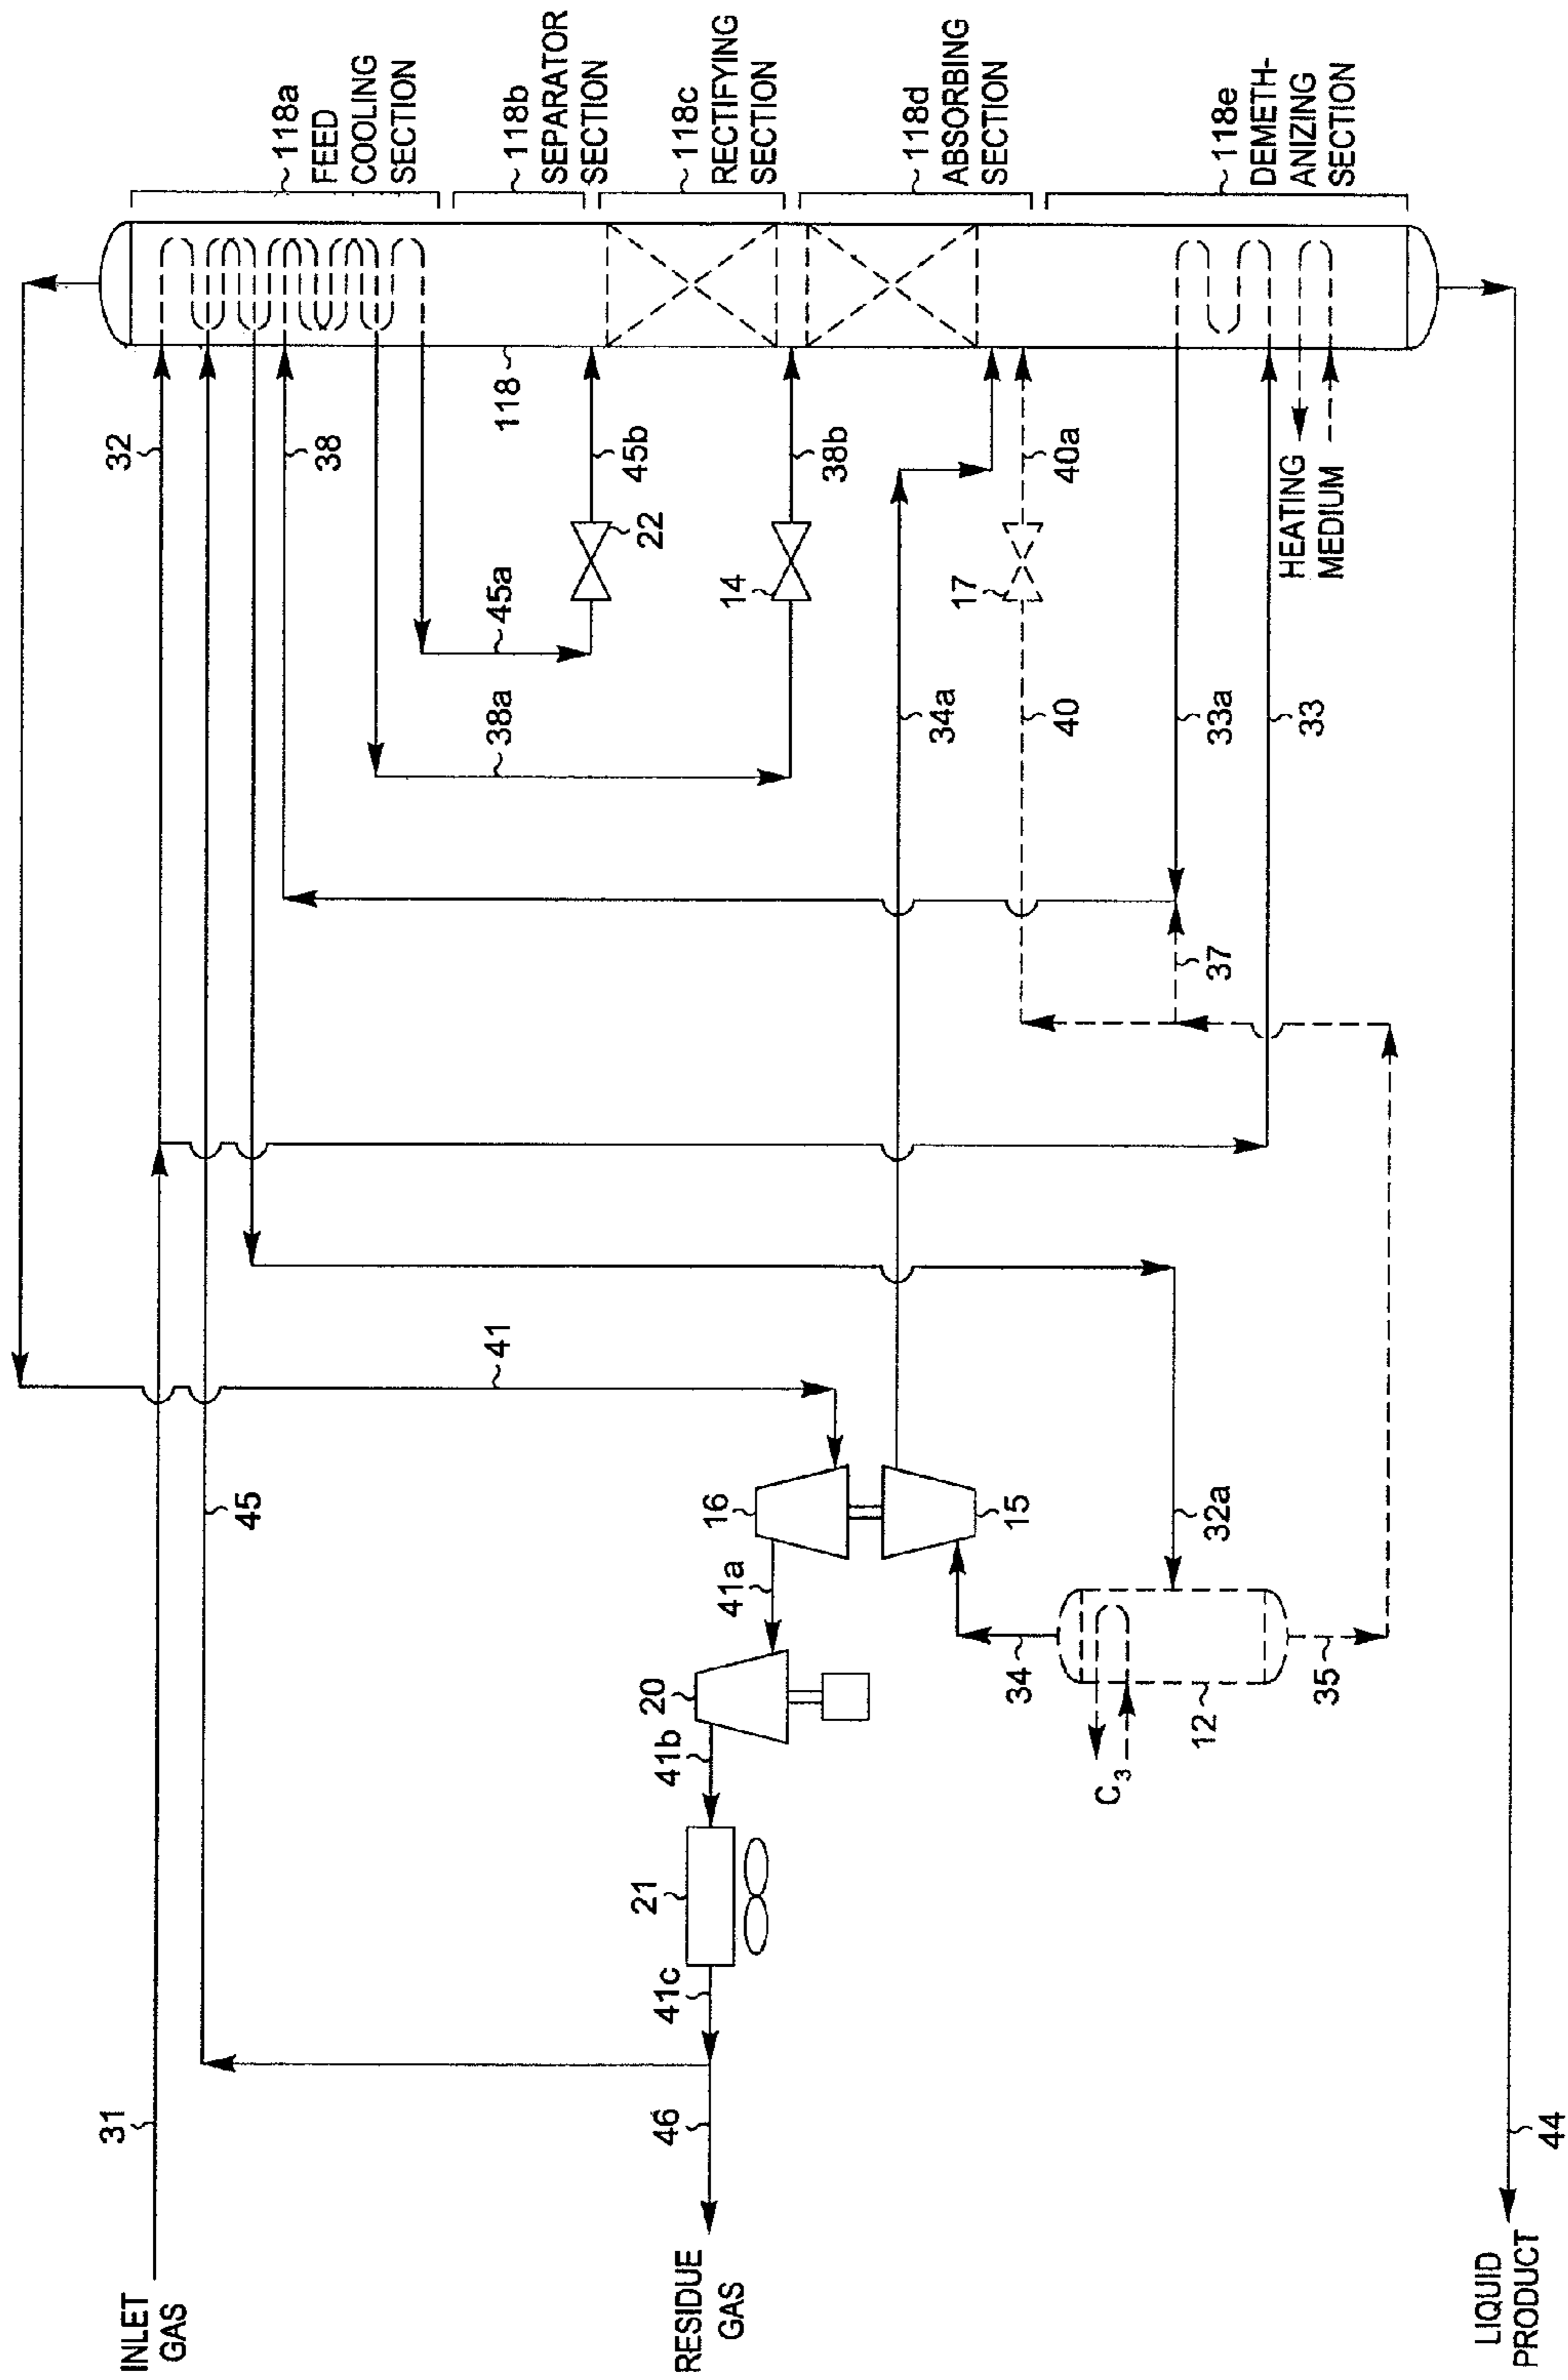 INLET
GAS
31
32
33
33a
38
38a
38b
45
45a
45b
118
22
14
17
34a
40
40a
37
41
16
15
41a
20
41b
21
41c
46
RESIDUE
GAS
32a
34
12
35
C3
HEATING
MEDIUM
118a
FEED
COOLING
SECTION
118b
SEPARATOR
SECTION
118c
RECTIFYING
SECTION
118d
ABSORBING
SECTION
118e
DEMETH-
ANIZING
SECTION
44
LIQUID
PRODUCT